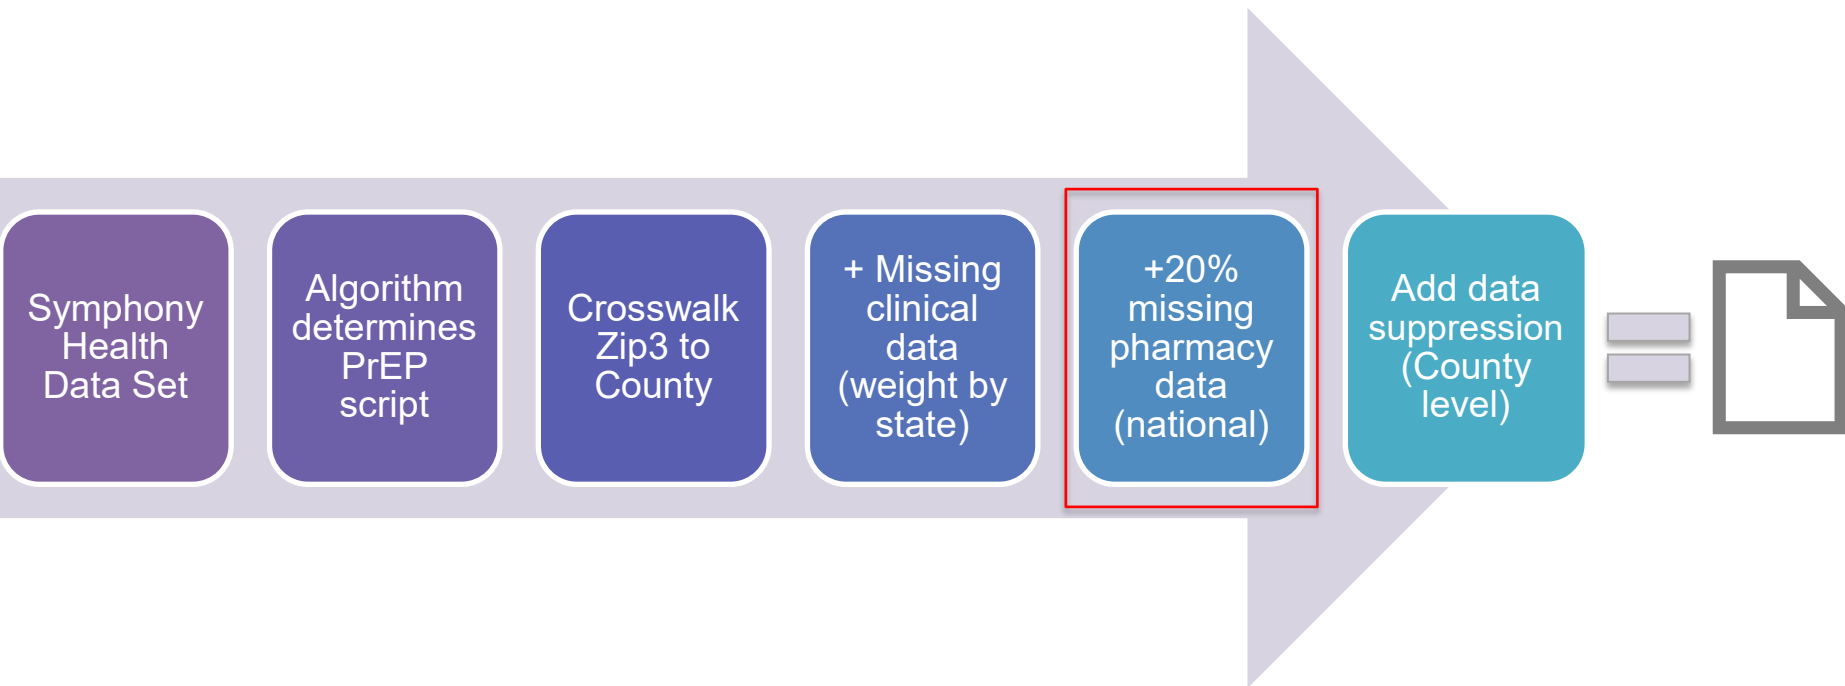 Symphony
Health
Data Set
Algorithm
determines
PrEP
script
Crosswalk
Zip3 to
County
+ Missing
clinical
data
(weight by
state)
+20%
missing
pharmacy
data
(national)
Add data
suppression
(County
level)